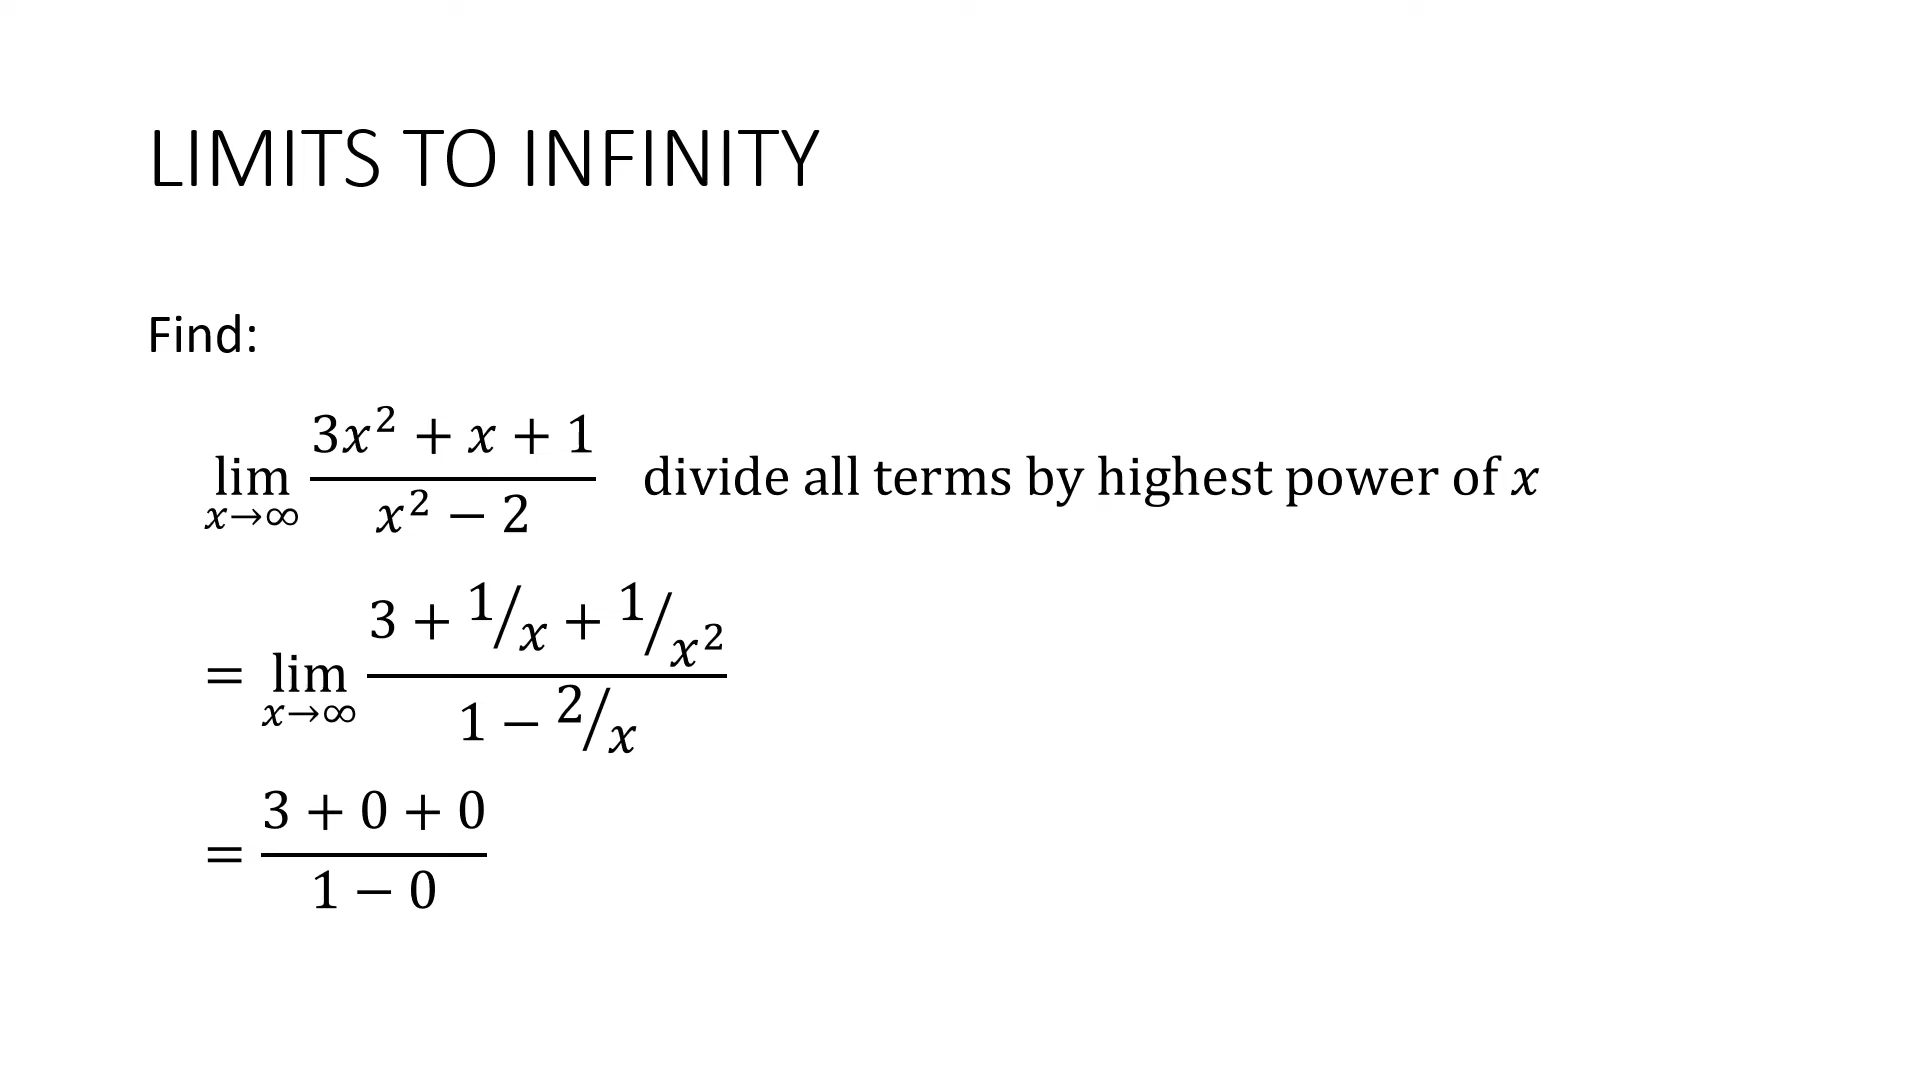 LIMITS TO INFINITY
Find:
lim x→∞ (3x² + x + 1)/(x² − 2) divide all terms by highest power of x
= lim x→∞ (3 + 1/x + 1/x²)/(1 − 2/x)
= (3 + 0 + 0)/(1 − 0)